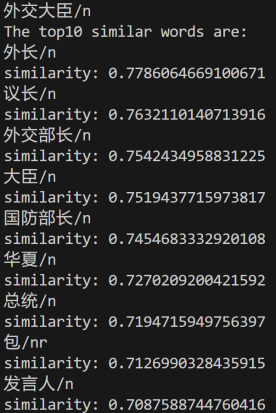 外交大臣/n
The top10 similar words are:
外长/n
similarity: 0.7786064669100671
议长/n
similarity: 0.7632110140713916
外交部长/n
similarity: 0.7542434958831225
大臣/n
similarity: 0.7519437715973817
国防部长/n
similarity: 0.7454683332920108
华夏/n
similarity: 0.7270209200421592
总统/n
similarity: 0.7194715949756397
包/nr
similarity: 0.7126990328435915
发言人/n
similarity: 0.7087588744760416